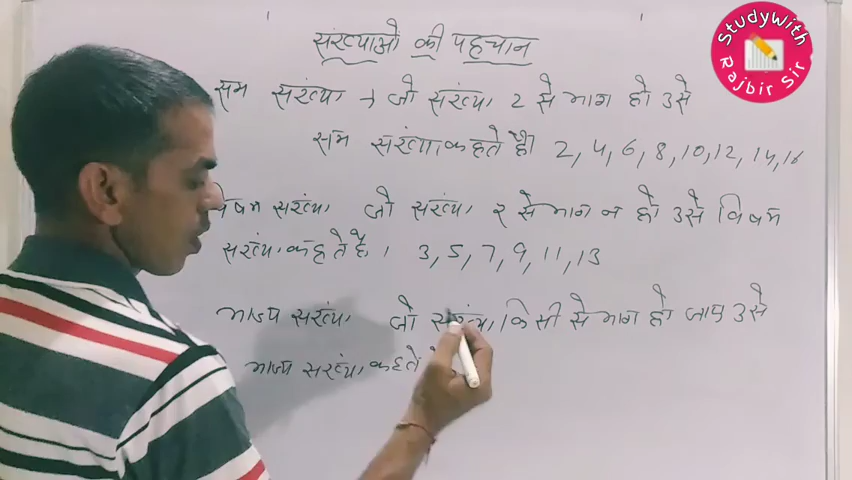 संख्याओ की पहचान
सम संख्या → जो संख्या 2 से भाग हो उसे
सम संख्या कहते है। 2, 4, 6, 8, 10, 12, 14, 16
विषम संख्या जो संख्या 2 से भाग न हो उसे विषम
संख्या कहते है। 3, 5, 7, 9, 11, 13
भाज्य संख्या जो संख्या किसी से भाग हो जाए उसे
भाज्य संख्या कहते
StudyWith
Rajbir Sir